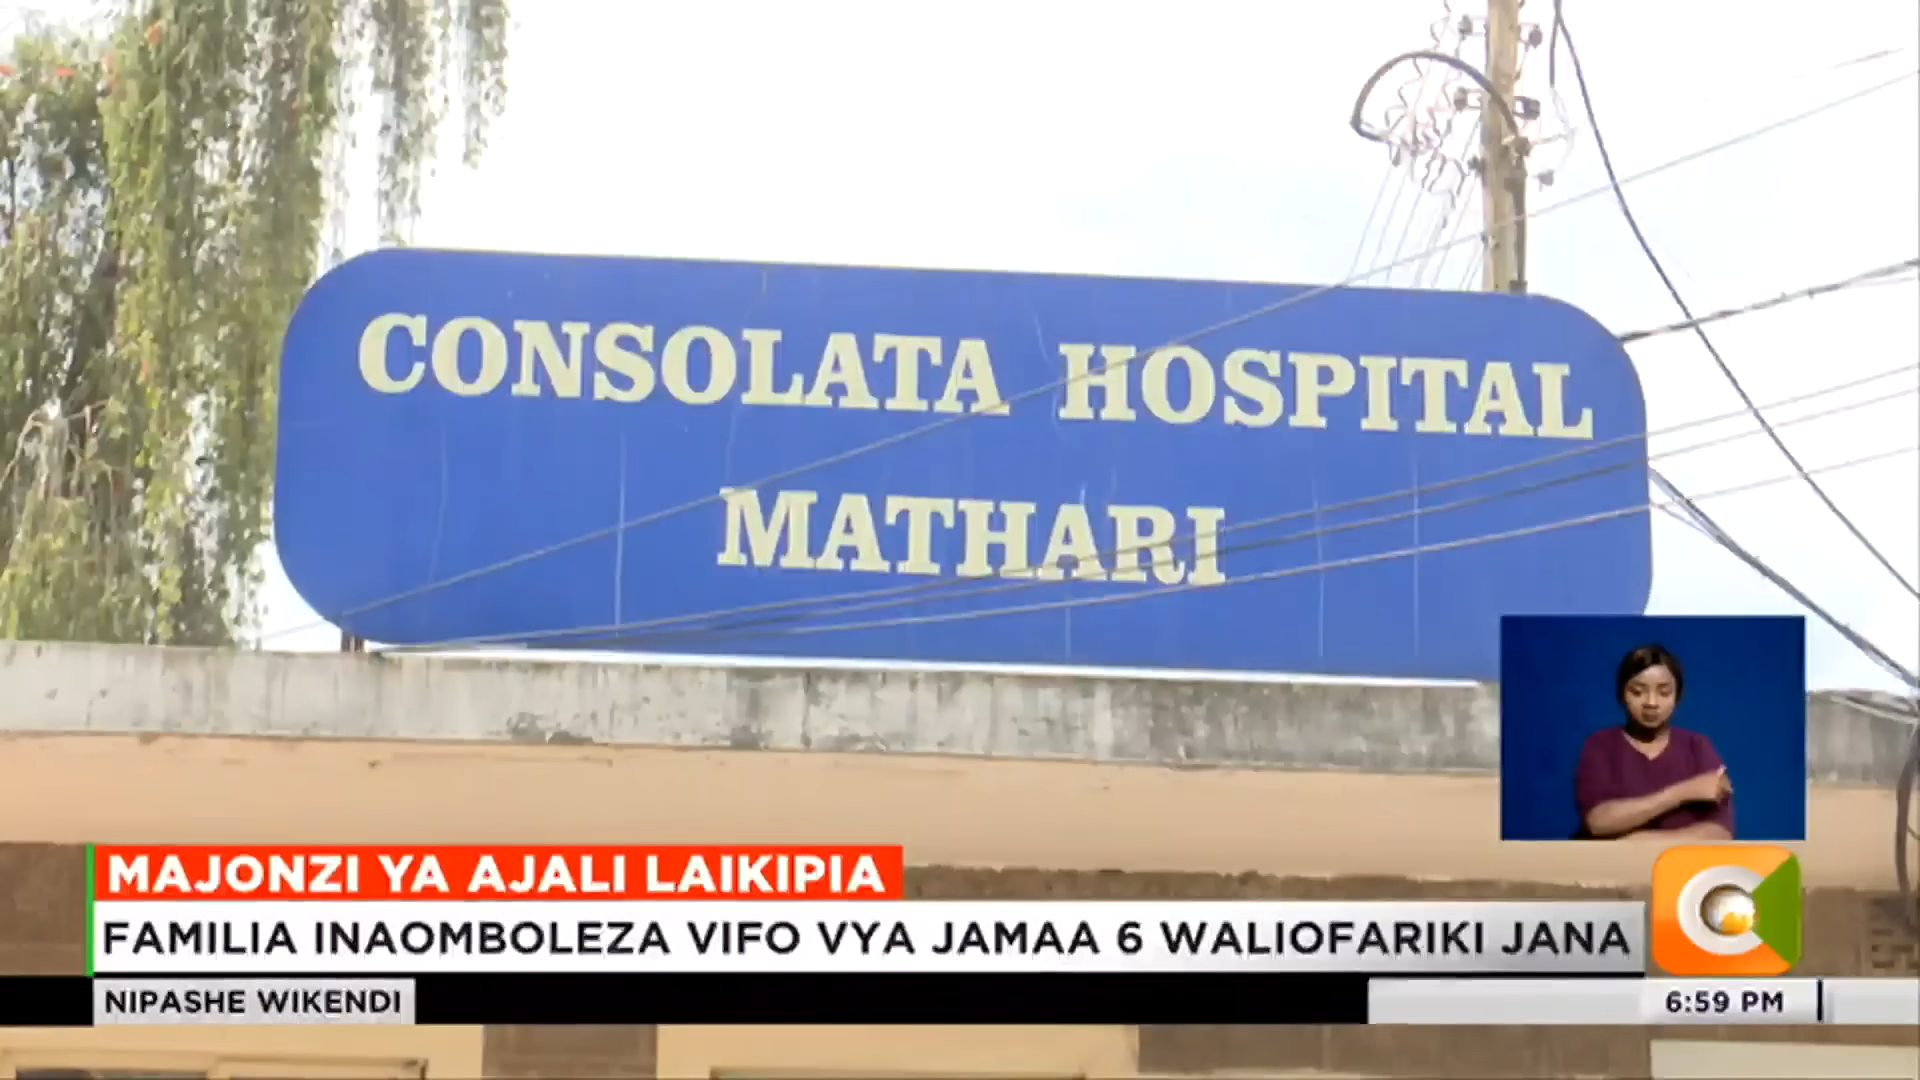 CONSOLATA HOSPITAL
MATHARI
MAJONZI YA AJALI LAIKIPIA
FAMILIA INAOMBOLEZA VIFO VYA JAMAA 6 WALIOFARIKI JANA
NIPASHE WIKENDI
6:59 PM